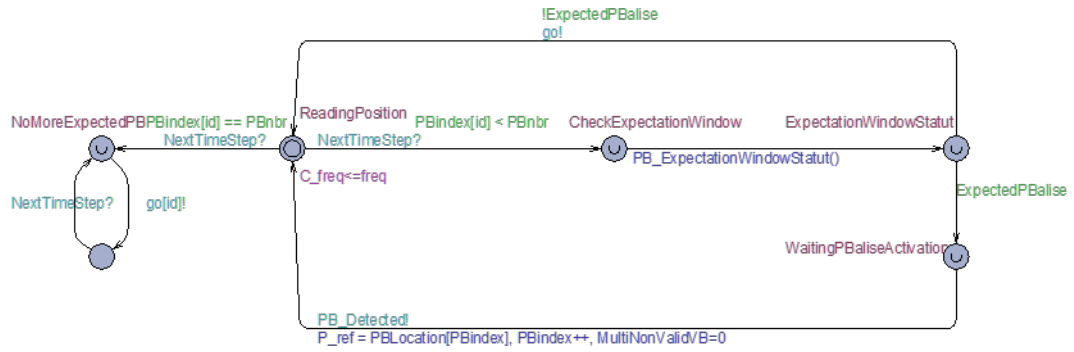 !ExpectedPBalise
go!
NoMoreExpectedPB
PBindex[id] == PBnbr
ReadingPosition
PBindex[id] < PBnbr
CheckExpectationWindow
ExpectationWindowStatut
NextTimeStep?
NextTimeStep?
PB_ExpectationWindowStatut()
C_freq<=freq
ExpectedPBalise
NextTimeStep?
go[id]!
WaitingPBaliseActivation
PB_Detected!
P_ref = PBLocation[PBindex], PBindex++, MultiNonValidVB=0